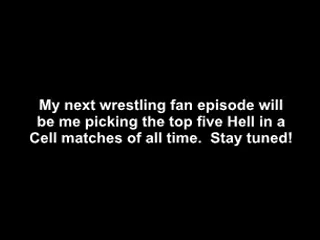 My next wrestling fan episode will
be me picking the top five Hell in a
Cell matches of all time.  Stay tuned!